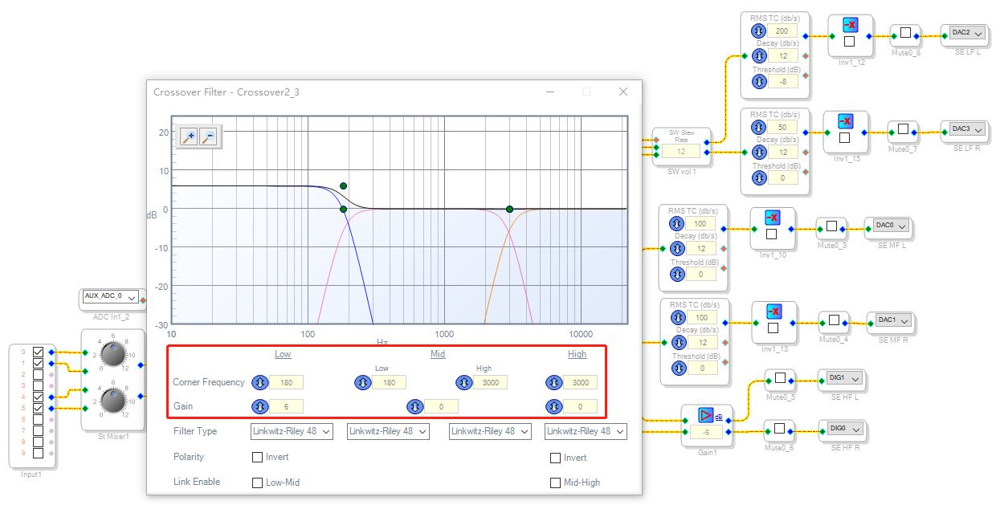 Crossover Filter - Crossover2_3
20
10
0
dB
-10
-20
-30
10
100
1000
10000
Hz
Low
Mid
High
Low
High
Corner Frequency
180
180
3000
3000
Gain
6
0
0
Filter Type
Linkwitz-Riley 48
Linkwitz-Riley 48
Linkwitz-Riley 48
Linkwitz-Riley 48
Polarity
Invert
Invert
Link Enable
Low-Mid
Mid-High
AUX_ADC_0
ADC In1_2
0
1
2
3
4
5
6
7
8
9
Input1
6
4
8
2
10
0
12
6
4
8
2
10
0
12
St Mixer1
SW Slew
Rate
12
SW vol 1
RMS TC (db/s)
200
Decay (db/s)
12
Threshold (dB)
-8
-x
Inv1_12
Mute0_8
DAC2
SE LF L
RMS TC (db/s)
50
Decay (db/s)
12
Threshold (dB)
0
-x
Inv1_15
Mute0_7
DAC3
SE LF R
RMS TC (db/s)
100
Decay (db/s)
12
Threshold (dB)
0
-x
Inv1_10
Mute0_3
DAC0
SE MF L
RMS TC (db/s)
100
Decay (db/s)
12
Threshold (dB)
0
-x
Inv1_13
Mute0_4
DAC1
SE MF R
dB
-6
Gain1
Mute0_5
DIG1
SE HF L
Mute0_6
DIG0
SE HF R